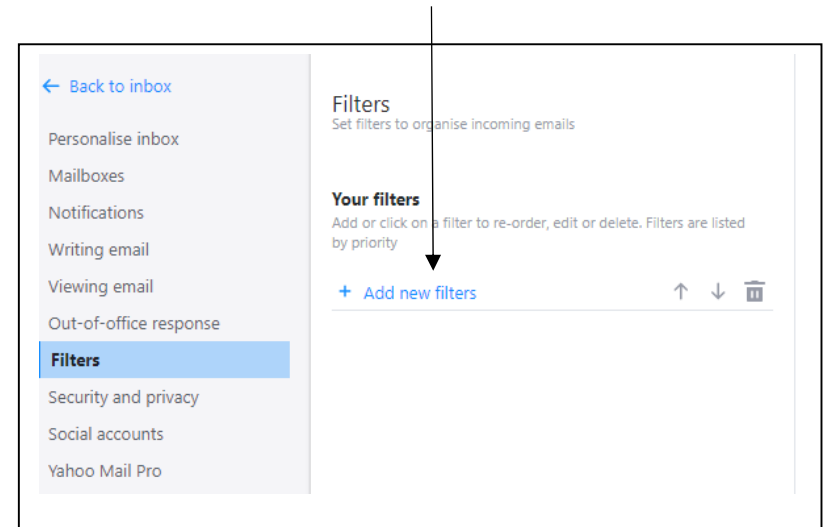 ← Back to inbox
Personalise inbox
Mailboxes
Notifications
Writing email
Viewing email
Out-of-office response
Filters
Security and privacy
Social accounts
Yahoo Mail Pro
Filters
Set filters to organise incoming emails
Your filters
Add or click on a filter to re-order, edit or delete. Filters are listed
by priority
+ Add new filters